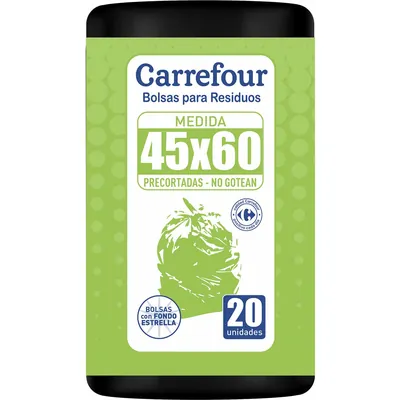 Carrefour
Bolsas para Residuos
MEDIDA
45x60
PRECORTADAS - NO GOTEAN
BOLSAS
con FONDO
ESTRELLA
20
unidades